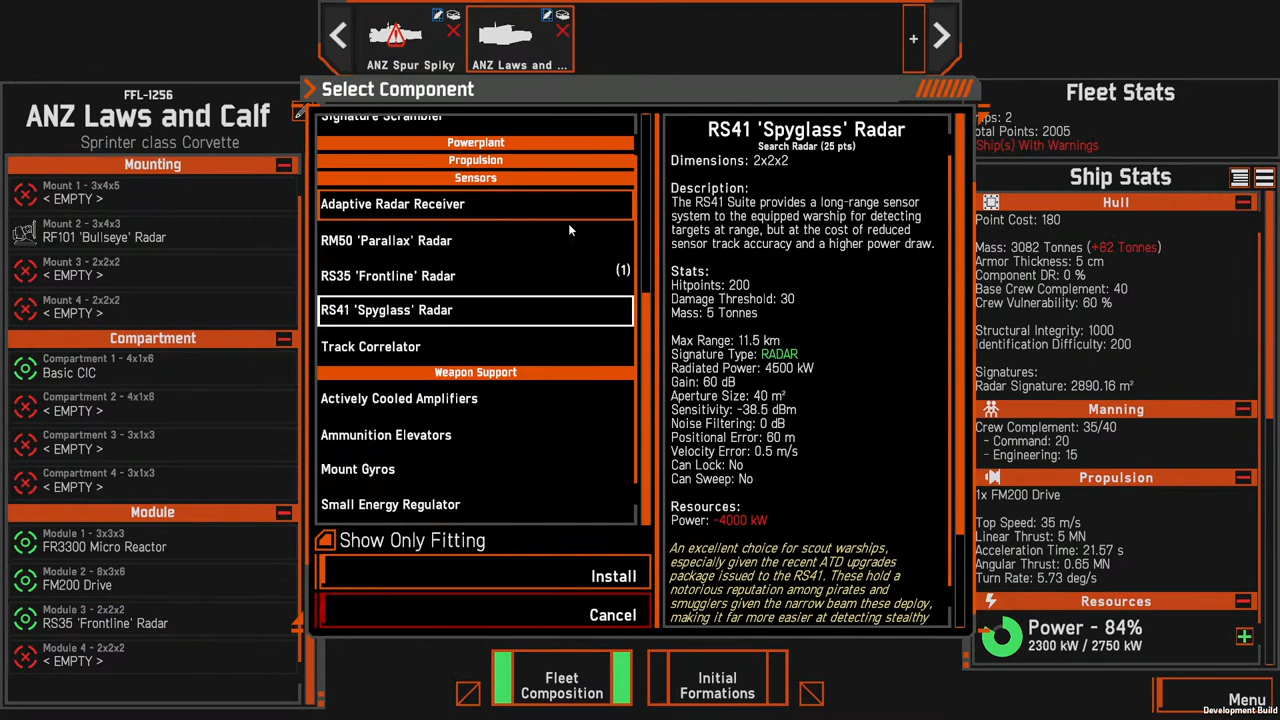 ANZ Spur Spiky
ANZ Laws and ...
+
FFL-1256
ANZ Laws and Calf
Sprinter class Corvette
Mounting
Mount 1 - 3x4x5
< EMPTY >
Mount 2 - 3x4x3
RF101 'Bullseye' Radar
Mount 3 - 2x2x2
< EMPTY >
Mount 4 - 2x2x2
< EMPTY >
Compartment
Compartment 1 - 4x1x6
Basic CIC
Compartment 2 - 4x1x6
< EMPTY >
Compartment 3 - 3x1x3
< EMPTY >
Compartment 4 - 3x1x3
< EMPTY >
Module
Module 1 - 3x3x3
FR3300 Micro Reactor
Module 2 - 8x3x6
FM200 Drive
Module 3 - 2x2x2
RS35 'Frontline' Radar
Module 4 - 2x2x2
< EMPTY >
Select Component
Signature Scrambler
Powerplant
Propulsion
Sensors
Adaptive Radar Receiver
RM50 'Parallax' Radar
RS35 'Frontline' Radar (1)
RS41 'Spyglass' Radar
Track Correlator
Weapon Support
Actively Cooled Amplifiers
Ammunition Elevators
Mount Gyros
Small Energy Regulator
Show Only Fitting
Install
Cancel
RS41 'Spyglass' Radar
Search Radar (25 pts)
Dimensions: 2x2x2
Description:
The RS41 Suite provides a long-range sensor
system to the equipped warship for detecting
targets at range, but at the cost of reduced
sensor track accuracy and a higher power draw.
Stats:
Hitpoints: 200
Damage Threshold: 30
Mass: 5 Tonnes
Max Range: 11.5 km
Signature Type: RADAR
Radiated Power: 4500 kW
Gain: 60 dB
Aperture Size: 40 m²
Sensitivity: -38.5 dBm
Noise Filtering: 0 dB
Positional Error: 60 m
Velocity Error: 0.5 m/s
Can Lock: No
Can Sweep: No
Resources:
Power: -4000 kW
An excellent choice for scout warships,
especially given the recent ATD upgrades
package issued to the RS41. These hold a
notorious reputation among pirates and
smugglers given the narrow beam these deploy,
making it far more easier at detecting stealthy
Fleet Stats
ips: 2
otal Points: 2005
Ship(s) With Warnings
Ship Stats
Hull
Point Cost: 180
Mass: 3082 Tonnes (+82 Tonnes)
Armor Thickness: 5 cm
Component DR: 0 %
Base Crew Complement: 40
Crew Vulnerability: 60 %
Structural Integrity: 1000
Identification Difficulty: 200
Signatures:
Radar Signature: 2890.16 m²
Manning
Crew Complement: 35/40
- Command: 20
- Engineering: 15
Propulsion
1x FM200 Drive
Top Speed: 35 m/s
Linear Thrust: 5 MN
Acceleration Time: 21.57 s
Angular Thrust: 0.65 MN
Turn Rate: 5.73 deg/s
Resources
Power - 84%
2300 kW / 2750 kW
+
Fleet
Composition
Initial
Formations
Menu
Development Build